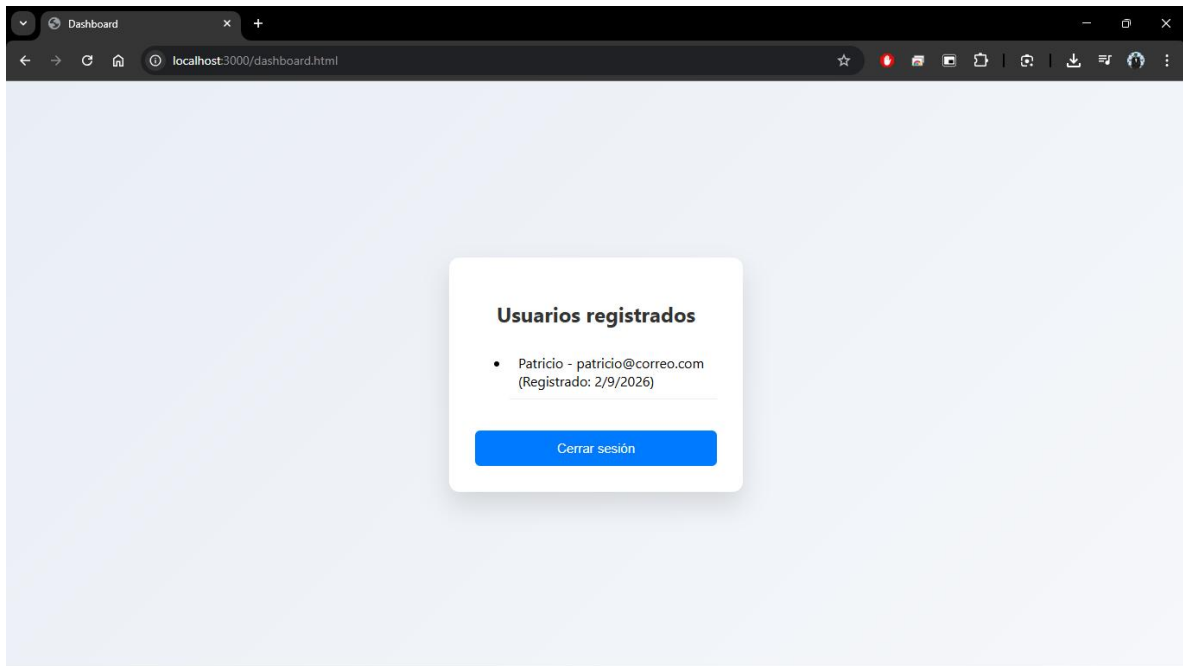 Dashboard
localhost:3000/dashboard.html
Usuarios registrados
Patricio - patricio@correo.com
(Registrado: 2/9/2026)
Cerrar sesión